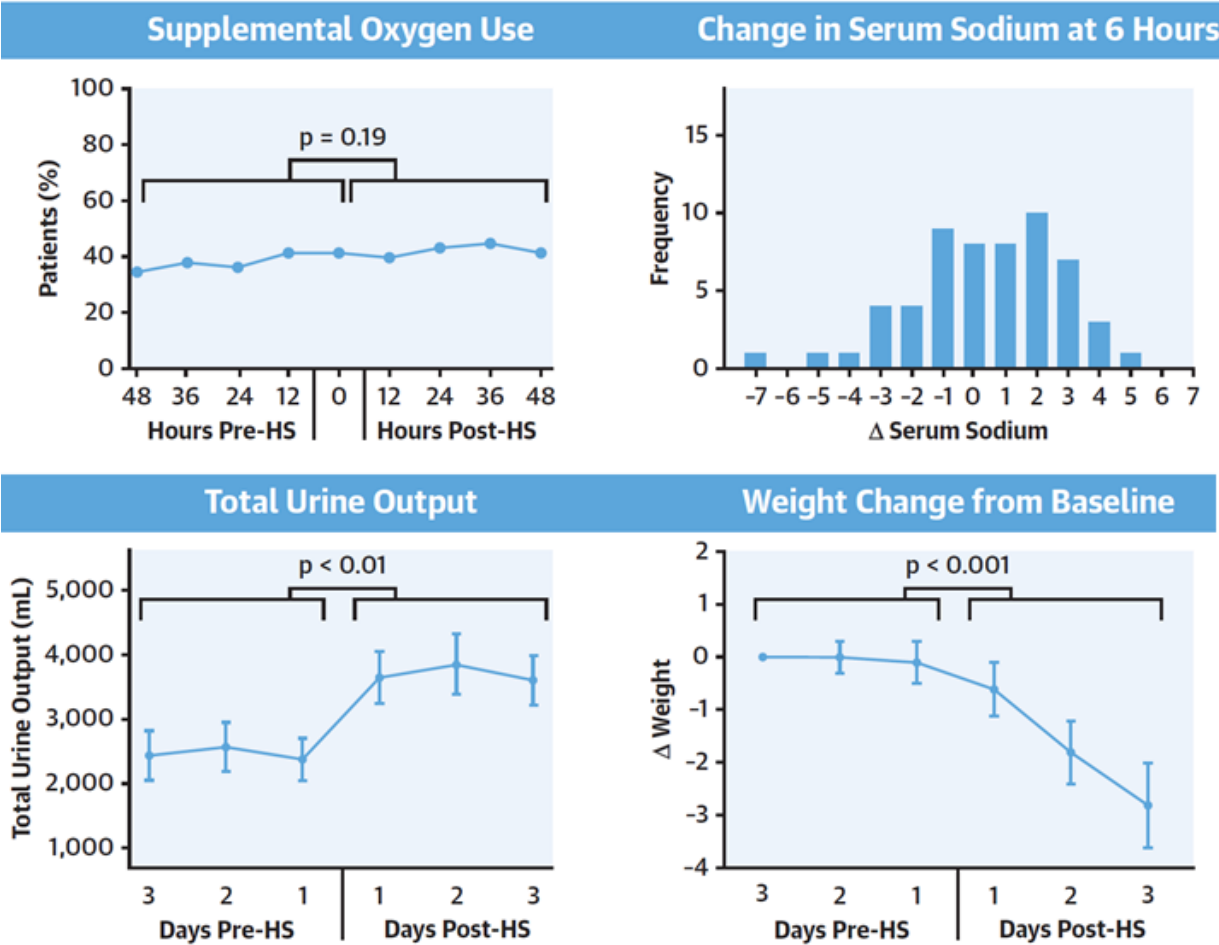 Supplemental Oxygen Use
100
80
60
40
20
0
Patients (%)
p = 0.19
48 36 24 12 0 12 24 36 48
Hours Pre-HS Hours Post-HS
Change in Serum Sodium at 6 Hours
15
10
5
0
Frequency
-7 -6 -5 -4 -3 -2 -1 0 1 2 3 4 5 6 7
Δ Serum Sodium
Total Urine Output
5,000
4,000
3,000
2,000
1,000
Total Urine Output (mL)
p < 0.01
3 2 1 1 2 3
Days Pre-HS Days Post-HS
Weight Change from Baseline
2
1
0
-1
-2
-3
-4
Δ Weight
p < 0.001
3 2 1 1 2 3
Days Pre-HS Days Post-HS